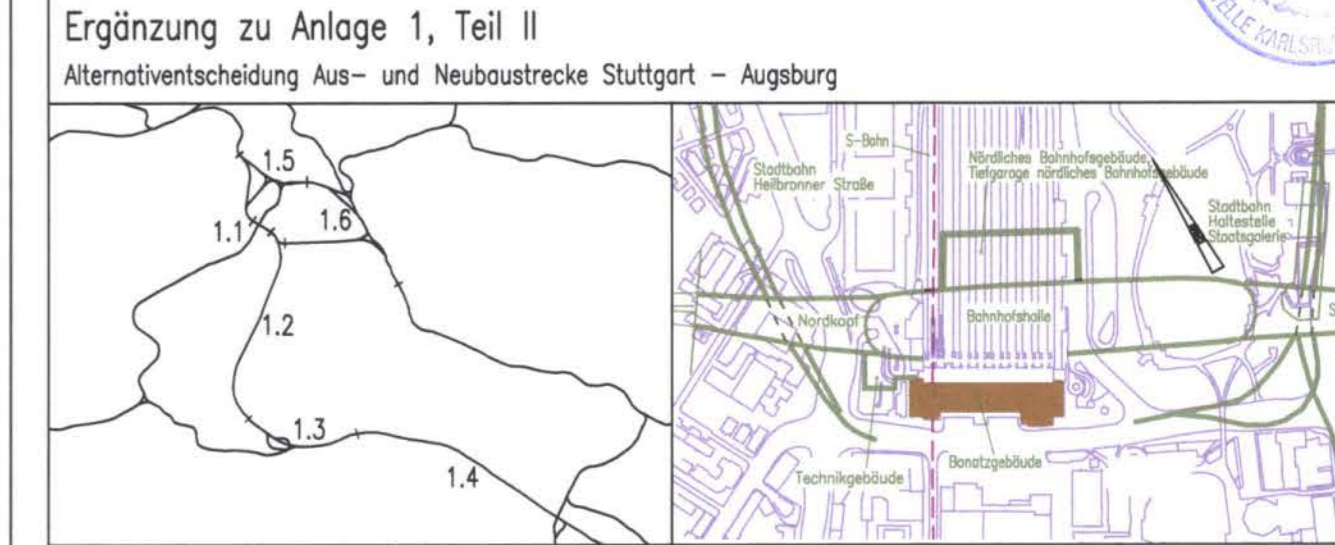 Ergänzung zu Anlage 1, Teil II
Alternativentscheidung Aus- und Neubaustrecke Stuttgart - Augsburg
ELLE KARLSRU
1.5
1.6
1.1
1.2
1.3
1.4
S-Bahn
Stadtbahn
Heilbronner Straße
Nördliches Bahnhofsgebäude,
Tiefgarage nördliches Bahnhofsgebäude
Stadtbahn
Haltestelle
Staatsgalerie
Nordkopf
Bahnhofshalle
S
Technikgebäude
Bonatzgebäude